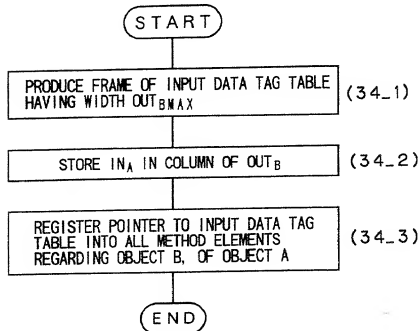 START
PRODUCE FRAME OF INPUT DATA TAG TABLE
HAVING WIDTH OUTBMAX
(34_1)
STORE INA IN COLUMN OF OUTB
(34_2)
REGISTER POINTER TO INPUT DATA TAG
TABLE INTO ALL METHOD ELEMENTS
REGARDING OBJECT B, OF OBJECT A
(34_3)
END